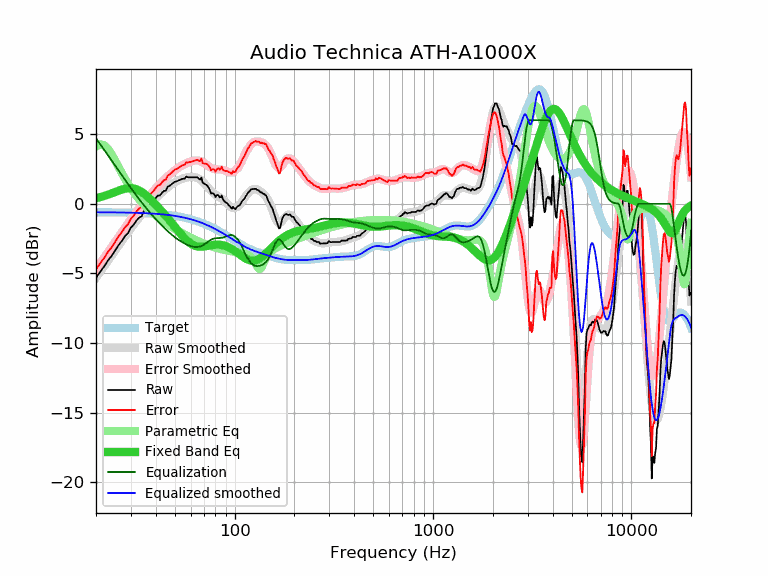 Audio Technica ATH-A1000X
Amplitude (dBr)
5
0
−5
−10
−15
−20
Target
Raw Smoothed
Error Smoothed
Raw
Error
Parametric Eq
Fixed Band Eq
Equalization
Equalized smoothed
100
1000
10000
Frequency (Hz)